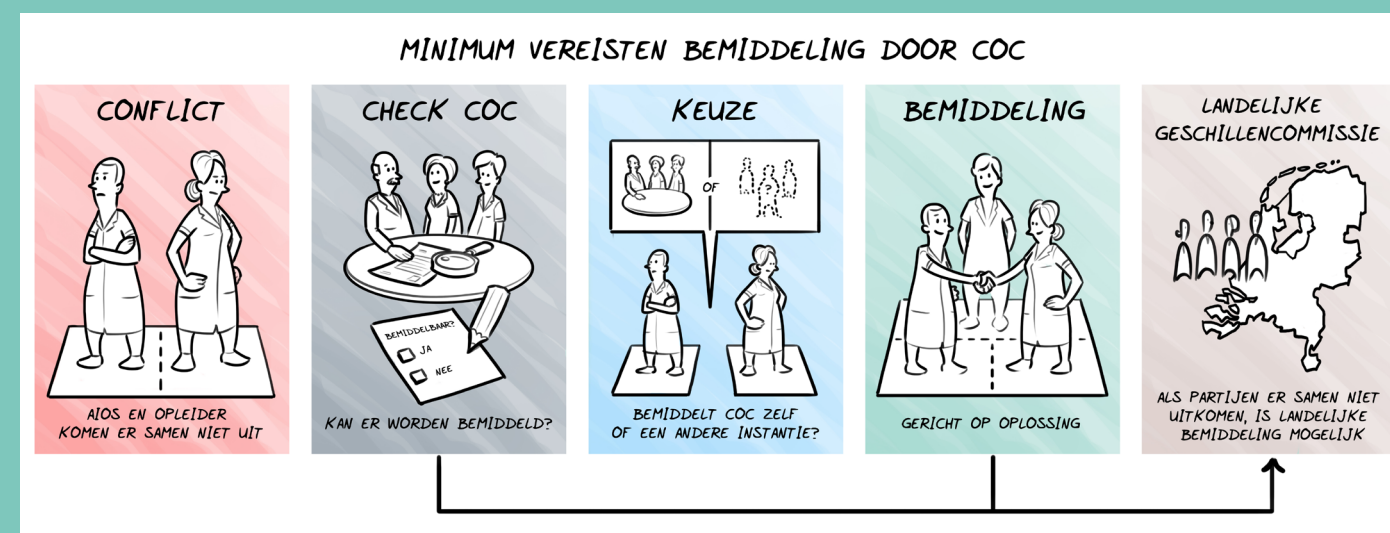 MINIMUM VEREISTEN BEMIDDELING DOOR COC
CONFLICT
AIOS EN OPLEIDER
KOMEN ER SAMEN NIET UIT
CHECK COC
BEMIDDELBAAR?
JA
NEE
KAN ER WORDEN BEMIDDELD?
KEUZE
OF
BEMIDDELT COC ZELF
OF EEN ANDERE INSTANTIE?
BEMIDDELING
GERICHT OP OPLOSSING
LANDELIJKE
GESCHILLENCOMMISSIE
ALS PARTIJEN ER SAMEN NIET
UITKOMEN, IS LANDELIJKE
BEMIDDELING MOGELIJK